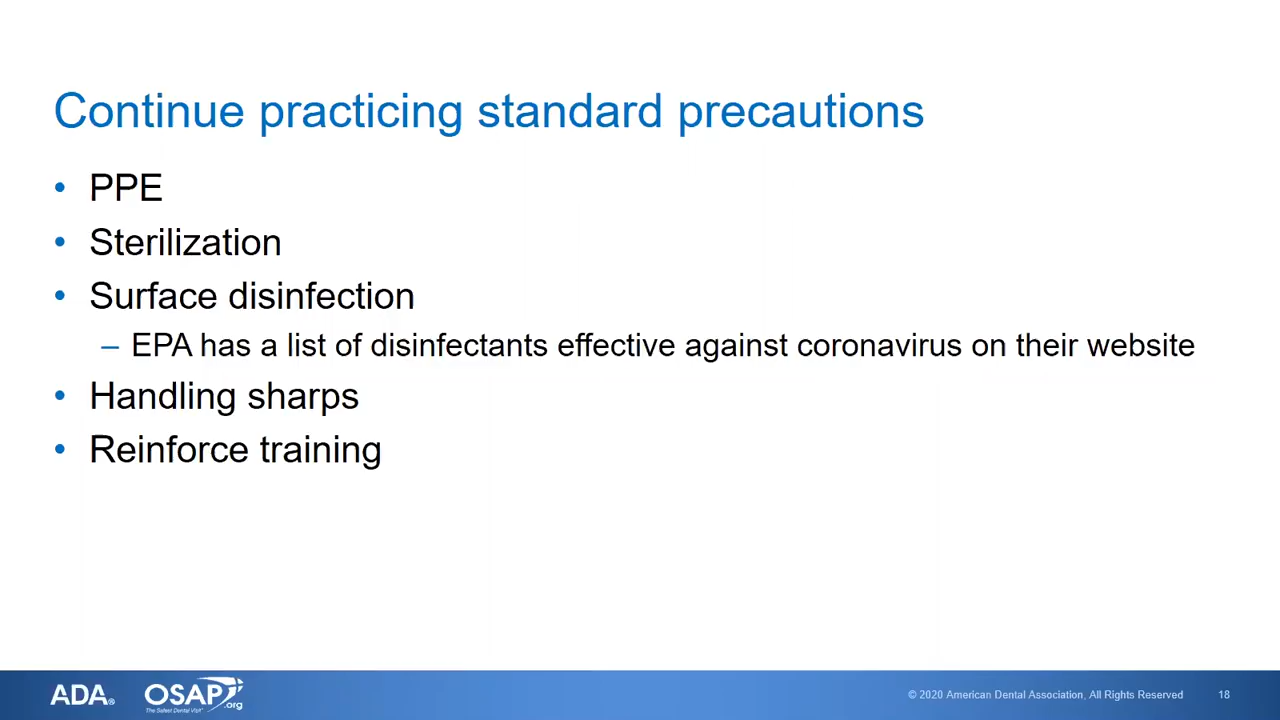 Continue practicing standard precautions
• PPE
• Sterilization
• Surface disinfection
– EPA has a list of disinfectants effective against coronavirus on their website
• Handling sharps
• Reinforce training
ADA® OSAP.org © 2020 American Dental Association, All Rights Reserved 18
The Safest Dental Visit™